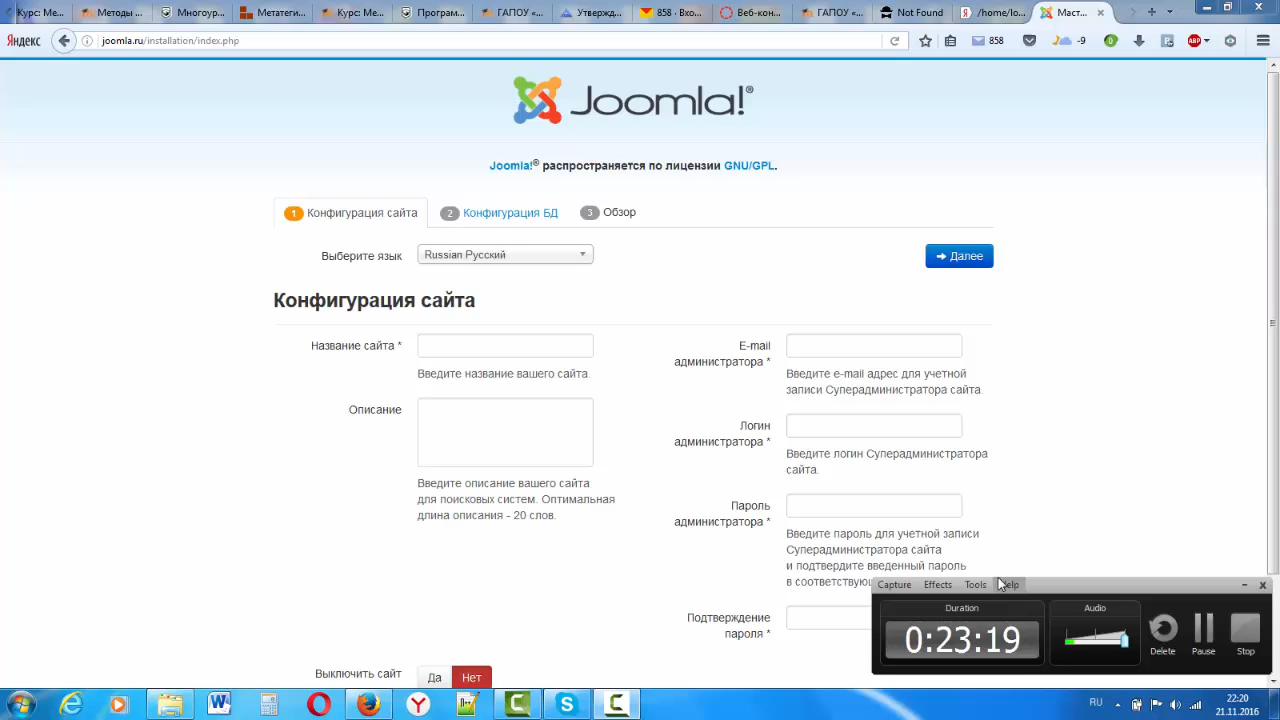 Курс Ме...
Методы ...
Многоур...
Метатеги...
Курс Ме...
Програм...
ГАПОУ «...
Утвержд...
858 · Вхо...
Веб-кон...
ГАПОУ «...
Not Found
/home/lo...
Маст...
Яндекс
joomla.ru/installation/index.php
858
-9
0
ABP
Joomla!®
Joomla!® распространяется по лицензии GNU/GPL.
1 Конфигурация сайта
2 Конфигурация БД
3 Обзор
Выберите язык
Russian Русский
Далее
Конфигурация сайта
Название сайта *
Введите название вашего сайта.
Описание
Введите описание вашего сайта
для поисковых систем. Оптимальная
длина описания - 20 слов.
E-mail
администратора *
Введите e-mail адрес для учетной
записи Суперадминистратора сайта.
Логин
администратора *
Введите логин Суперадминистратора
сайта.
Пароль
администратора *
Введите пароль для учетной записи
Суперадминистратора сайта
и подтвердите введенный пароль
в соответствую
Подтверждение
пароля *
Выключить сайт
Да
Нет
Capture
Effects
Tools
Help
Duration
0:23:19
Audio
Delete
Pause
Stop
RU
22:20
21.11.2016